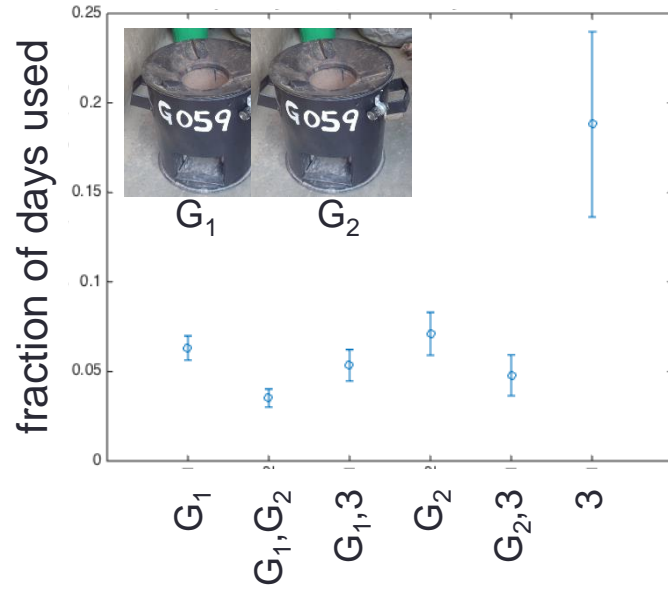 fraction of days used
0.25
0.2
0.15
0.1
0.05
0
G059
G059
G₁
G₂
G₁
G₁,G₂
G₁,3
G₂
G₂,3
3